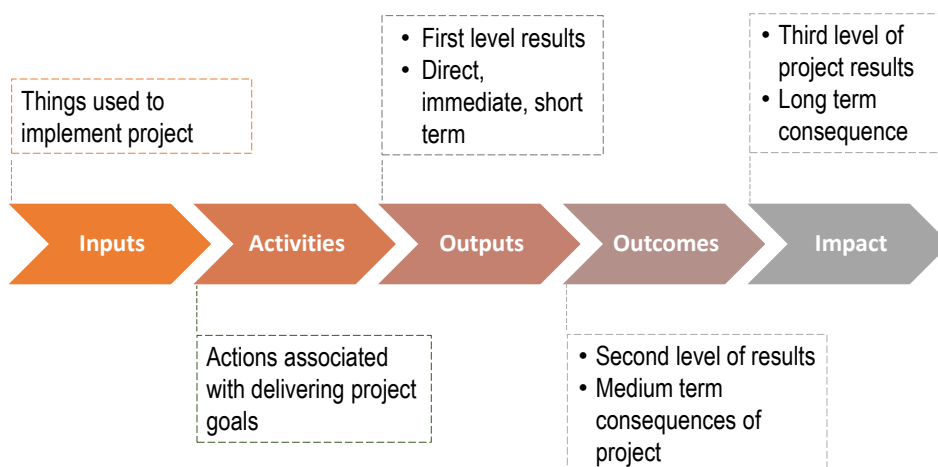 • First level results
• Direct,
immediate, short
term
• Third level of
project results
• Long term
consequence
Things used to
implement project
Inputs
Activities
Outputs
Outcomes
Impact
Actions associated
with delivering project
goals
• Second level of results
• Medium term
consequences of
project